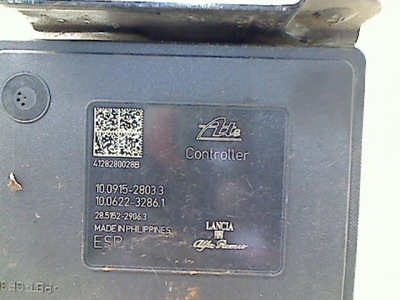 Ate
Controller
4128280028B
10.0915-2803.3
10.0622-3286.1
28.5152-2906.3
MADE IN PHILIPPINES
ESP
LANCIA
Alfa Romeo